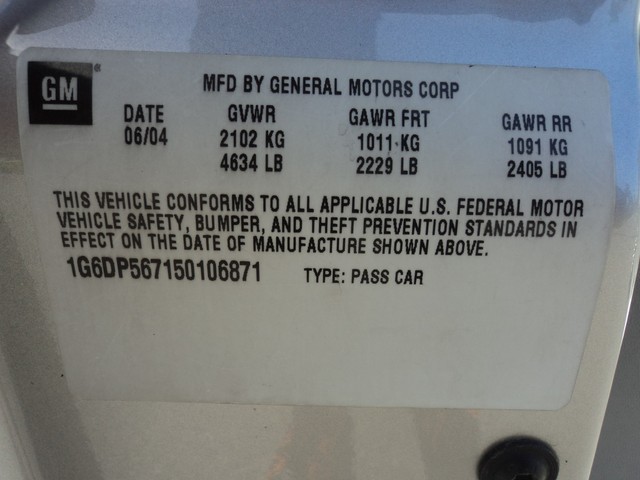 GM
MFD BY GENERAL MOTORS CORP
DATE GVWR GAWR FRT GAWR RR
06/04 2102 KG 1011 KG 1091 KG
4634 LB 2229 LB 2405 LB
THIS VEHICLE CONFORMS TO ALL APPLICABLE U.S. FEDERAL MOTOR
VEHICLE SAFETY, BUMPER, AND THEFT PREVENTION STANDARDS IN
EFFECT ON THE DATE OF MANUFACTURE SHOWN ABOVE.
1G6DP567150106871 TYPE: PASS CAR